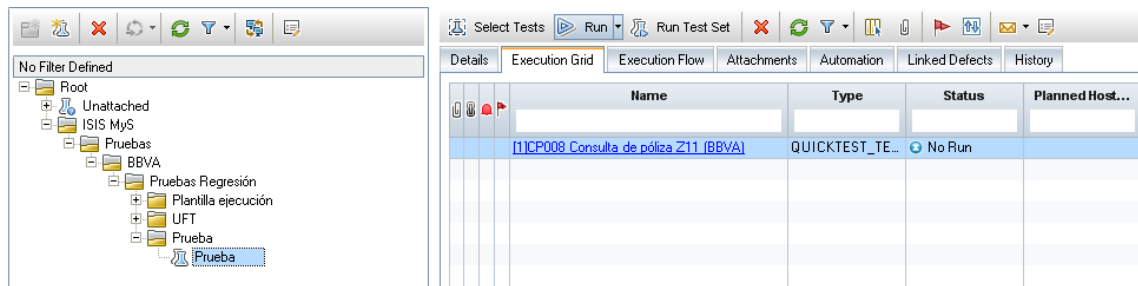 Select Tests Run Run Test Set
No Filter Defined
Root
Unattached
ISIS MyS
Pruebas
BBVA
Pruebas Regresión
Plantilla ejecución
UFT
Prueba
Prueba
Details Execution Grid Execution Flow Attachments Automation Linked Defects History
Name Type Status Planned Host...
[1]CP008 Consulta de póliza Z11 (BBVA) QUICKTEST_TE... No Run